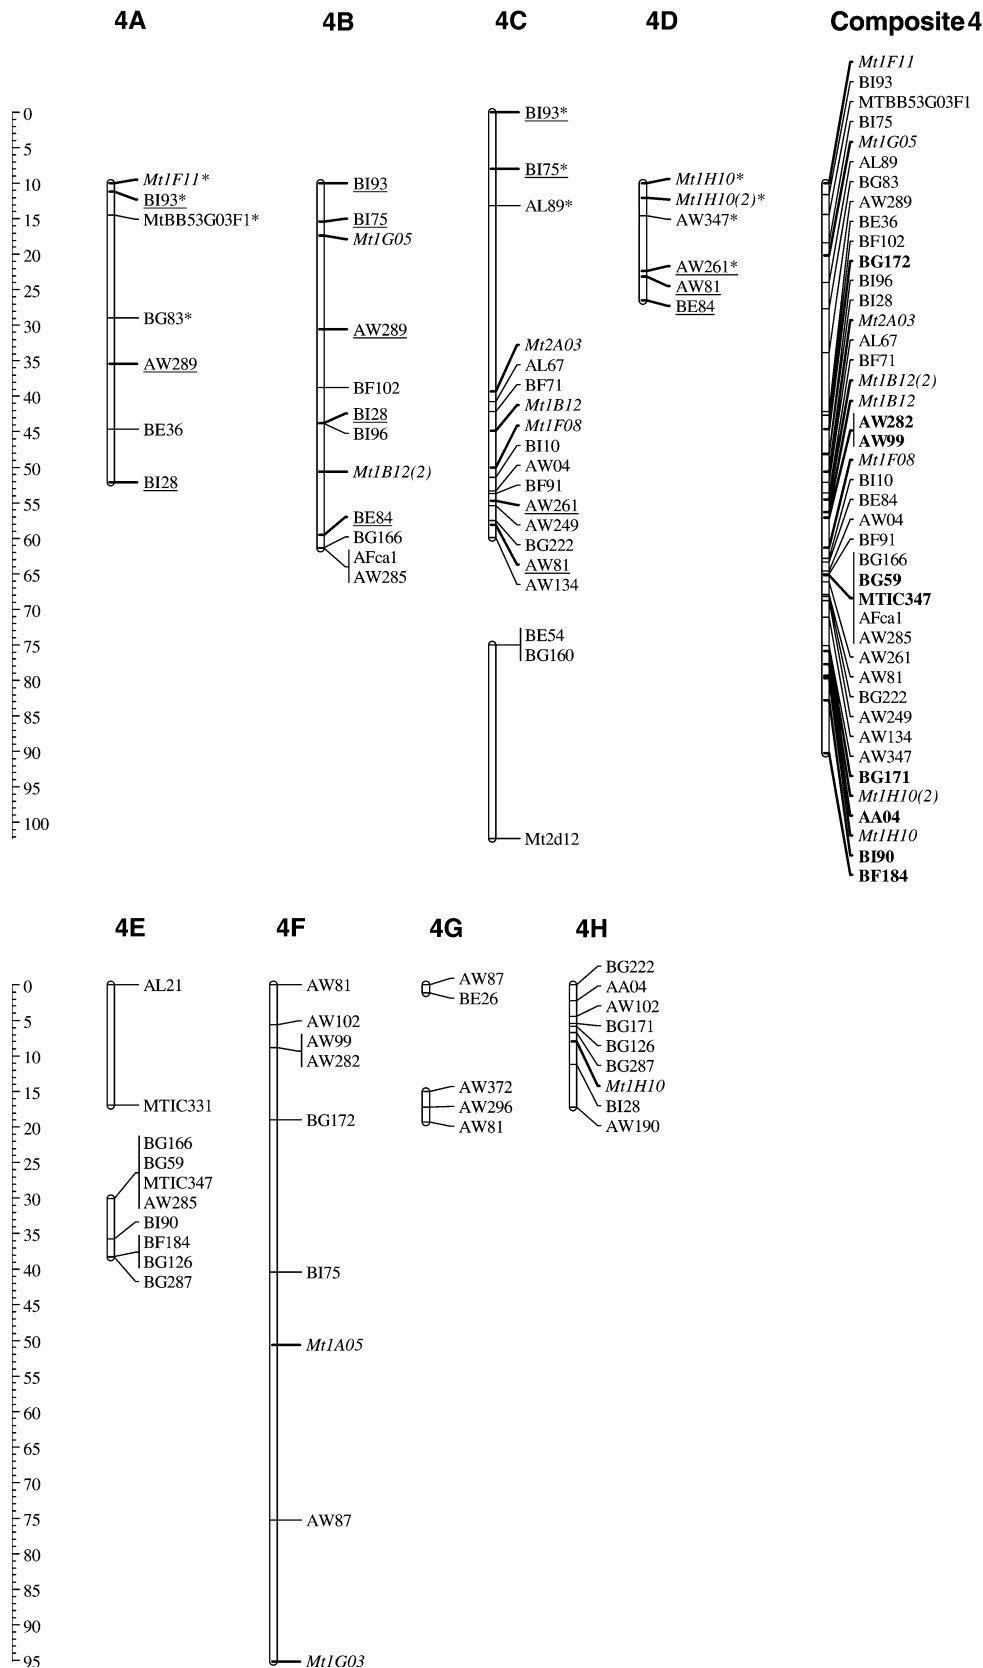 4A
4B
4C
4D
Composite 4
0
5
10
15
20
25
30
35
40
45
50
55
60
65
70
75
80
85
90
95
100
Mt1F11*
BI93*
MtBB53G03F1*
BG83*
AW289
BE36
BI28
BI93
BI75
Mt1G05
AW289
BF102
BI28
BI96
Mt1B12(2)
BE84
BG166
AFca1
AW285
BI93*
BI75*
AL89*
Mt2A03
AL67
BF71
Mt1B12
Mt1F08
BI10
AW04
BF91
AW261
AW249
BG222
AW81
AW134
BE54
BG160
Mt2d12
Mt1H10*
Mt1H10(2)*
AW347*
AW261*
AW81
BE84
Mt1F11
BI93
MTBB53G03F1
BI75
Mt1G05
AL89
BG83
AW289
BE36
BF102
BG172
BI96
BI28
Mt2A03
AL67
BF71
Mt1B12(2)
Mt1B12
AW282
AW99
Mt1F08
BI10
BE84
AW04
BF91
BG166
BG59
MTIC347
AFca1
AW285
AW261
AW81
BG222
AW249
AW134
AW347
BG171
Mt1H10(2)
AA04
Mt1H10
BI90
BF184
4E
4F
4G
4H
0
5
10
15
20
25
30
35
40
45
50
55
60
65
70
75
80
85
90
95
AL21
MTIC331
BG166
BG59
MTIC347
AW285
BI90
BF184
BG126
BG287
AW81
AW102
AW99
AW282
BG172
BI75
Mt1A05
AW87
Mt1G03
AW87
BE26
AW372
AW296
AW81
BG222
AA04
AW102
BG171
BG126
BG287
Mt1H10
BI28
AW190